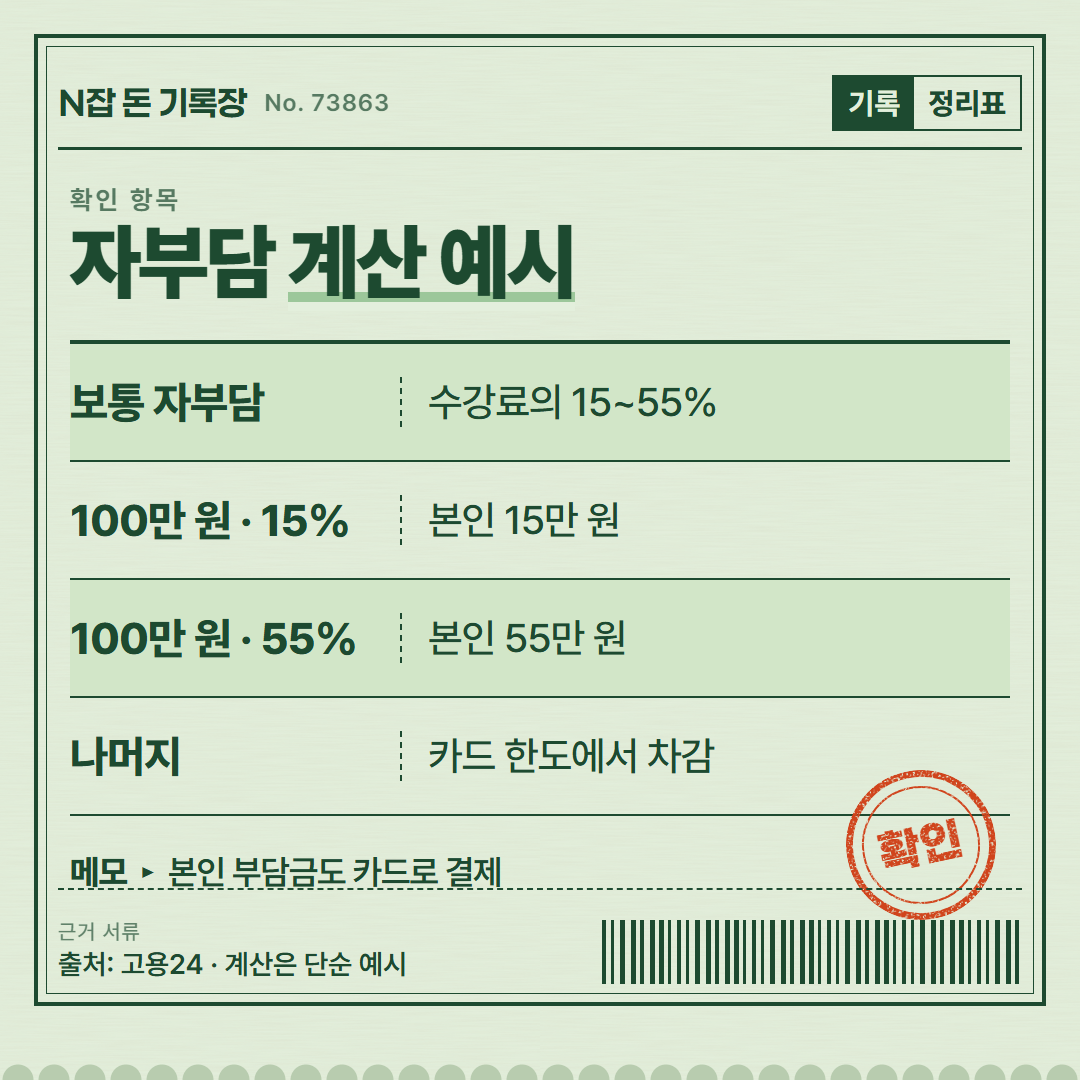 N잡 돈 기록장 No. 73863
기록 정리표
확인 항목
자부담 계산 예시
보통 자부담 수강료의 15~55%
100만 원 · 15% 본인 15만 원
100만 원 · 55% 본인 55만 원
나머지 카드 한도에서 차감
확인
메모 ▸ 본인 부담금도 카드로 결제
근거 서류
출처: 고용24 · 계산은 단순 예시